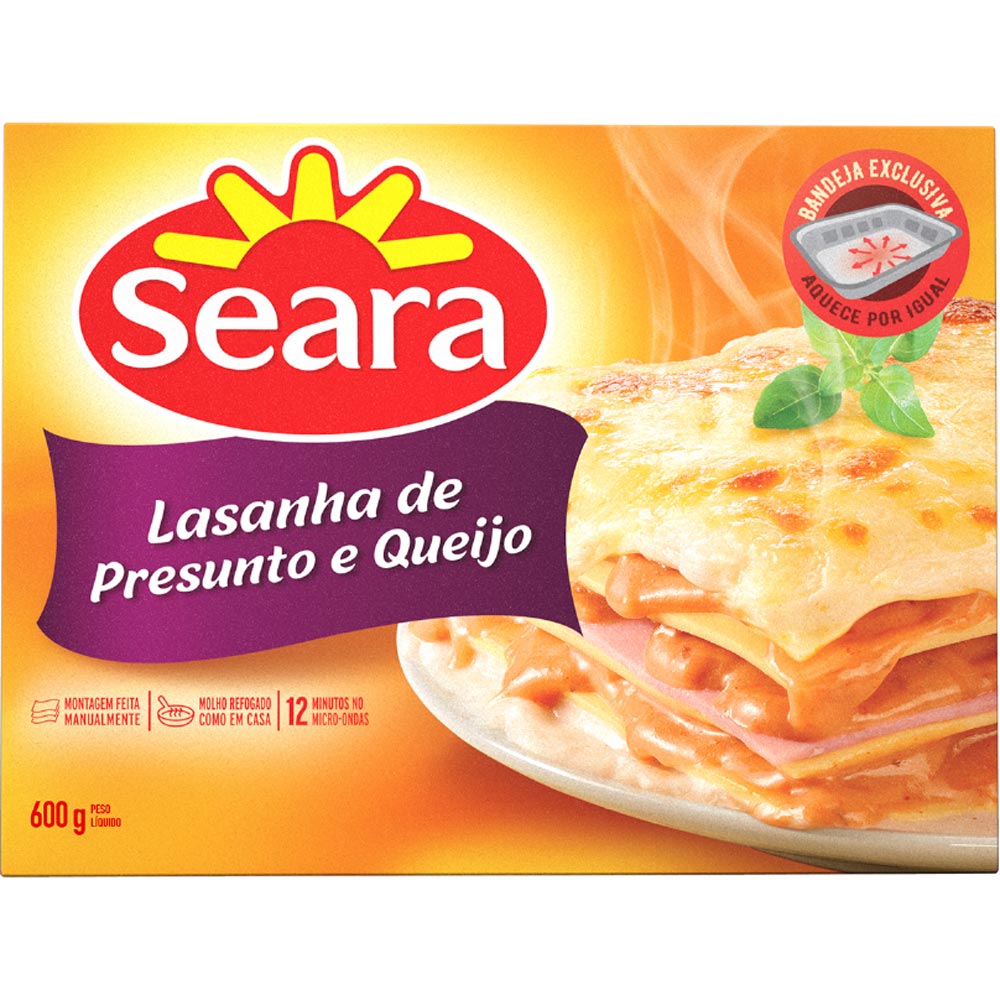 Seara
BANDEJA EXCLUSIVA
AQUECE POR IGUAL
Lasanha de
Presunto e Queijo
MONTAGEM FEITA
MANUALMENTE
MOLHO REFOGADO
COMO EM CASA
12 MINUTOS NO
MICRO-ONDAS
600 g PESO
LÍQUIDO